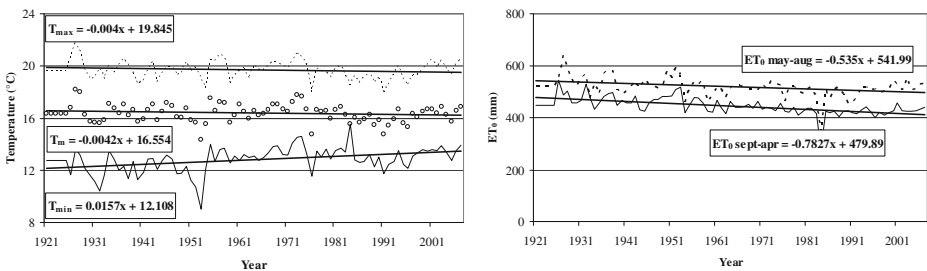 24
20
16
12
8
Temperature (°C)
T max = -0.004x + 19.845
T m = -0.0042x + 16.554
T min = 0.0157x + 12.108
1921 1931 1941 1951 1961 1971 1981 1991 2001
Year
800
600
400
200
0
ET0 (mm)
ET0 may-aug = -0.535x + 541.99
ET0 sept-apr = -0.7827x + 479.89
1921 1931 1941 1951 1961 1971 1981 1991 2001
Year